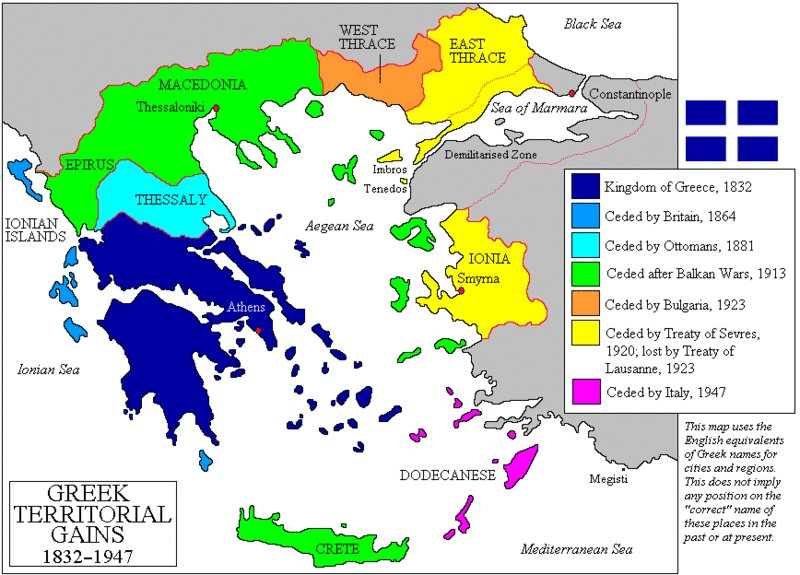 Black Sea
WEST
THRACE
EAST
THRACE
MACEDONIA
Thessaloniki
Constantinople
Sea of Marmara
Demilitarised Zone
EPIRUS
Imbros
Tenedos
THESSALY
IONIAN
ISLANDS
Aegean Sea
IONIA
Smyrna
Athens
Ionian Sea
DODECANESE
Megisti
CRETE
Mediterranean Sea
GREEK
TERRITORIAL
GAINS
1832-1947
Kingdom of Greece, 1832
Ceded by Britain, 1864
Ceded by Ottomans, 1881
Ceded after Balkan Wars, 1913
Ceded by Bulgaria, 1923
Ceded by Treaty of Sevres,
1920; lost by Treaty of
Lausanne, 1923
Ceded by Italy, 1947
This map uses the
English equivalents
of Greek names for
cities and regions.
This does not imply
any position on the
"correct" name of
these places in the
past or at present.